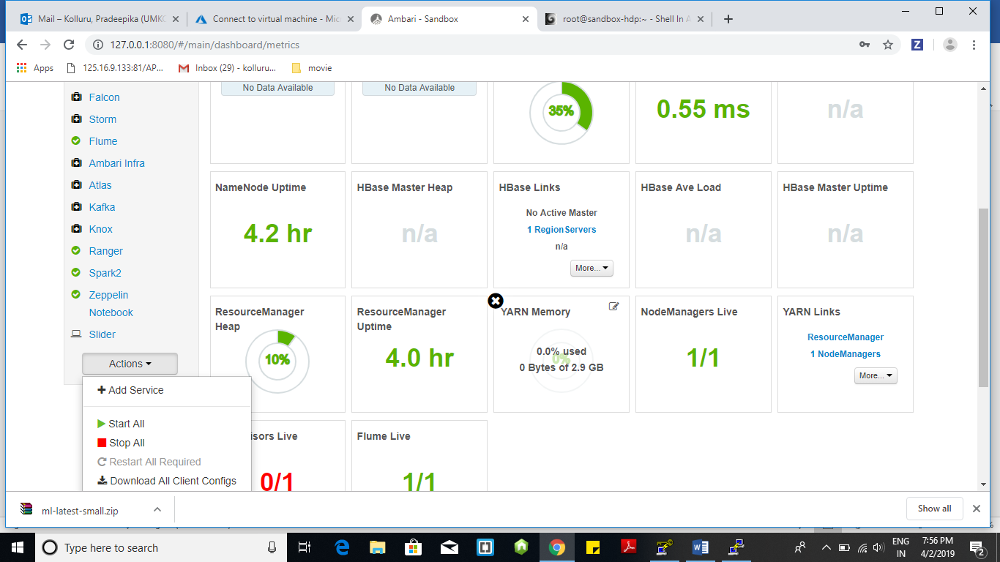 Mail – Kolluru, Pradeepika (UMKC
Connect to virtual machine - Micr
Ambari - Sandbox
root@sandbox-hdp:~ - Shell In A
127.0.0.1:8080/#/main/dashboard/metrics
Z
Apps
125.16.9.133:81/AP...
Inbox (29) - kolluru...
movie
Falcon
Storm
Flume
Ambari Infra
Atlas
Kafka
Knox
Ranger
Spark2
Zeppelin
Notebook
Slider
Actions
Add Service
Start All
Stop All
Restart All Required
Download All Client Configs
No Data Available
No Data Available
35%
0.55 ms
n/a
NameNode Uptime
4.2 hr
HBase Master Heap
n/a
HBase Links
No Active Master
1 RegionServers
n/a
More...
HBase Ave Load
n/a
HBase Master Uptime
n/a
ResourceManager
Heap
10%
ResourceManager
Uptime
4.0 hr
YARN Memory
0.0% used
0 Bytes of 2.9 GB
0%
NodeManagers Live
1/1
YARN Links
ResourceManager
1 NodeManagers
More...
isors Live
0/1
Flume Live
1/1
ml-latest-small.zip
Show all
Type here to search
ENG
IN
7:56 PM
4/2/2019
2